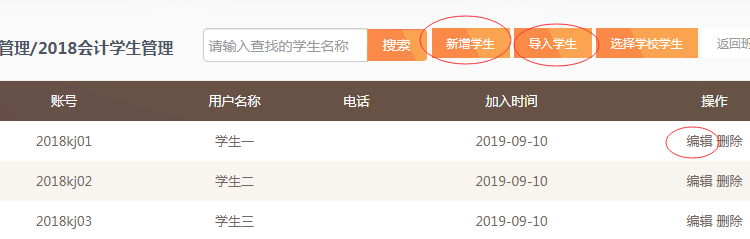 管理/2018会计学生管理 请输入查找的学生名称 搜索 新增学生 导入学生 选择学校学生 返回班
账号 用户名称 电话 加入时间 操作
2018kj01 学生一 2019-09-10 编辑 删除
2018kj02 学生二 2019-09-10 编辑 删除
2018kj03 学生三 2019-09-10 编辑 删除